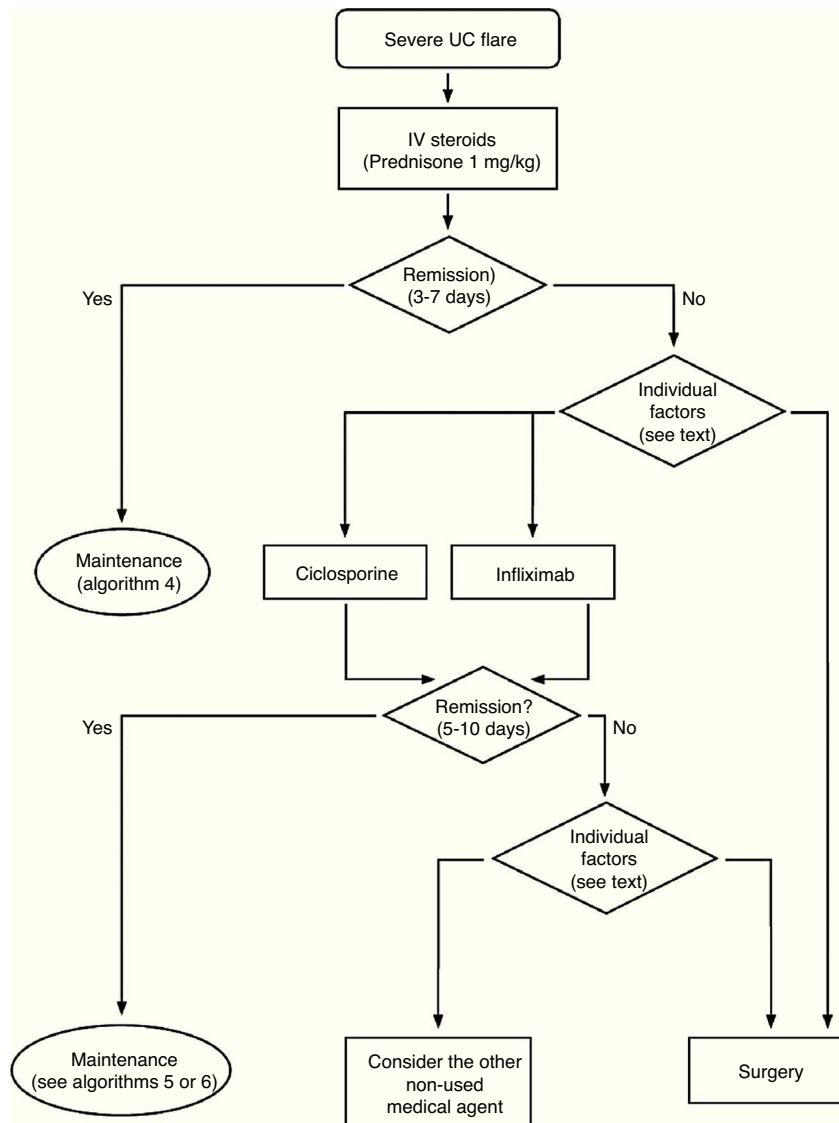 Severe UC flare
IV steroids
(Prednisone 1 mg/kg)
Remission)
(3-7 days)
Yes
No
Individual
factors
(see text)
Maintenance
(algorithm 4)
Ciclosporine
Infliximab
Remission?
(5-10 days)
Yes
No
Individual
factors
(see text)
Maintenance
(see algorithms 5 or 6)
Consider the other
non-used
medical agent
Surgery